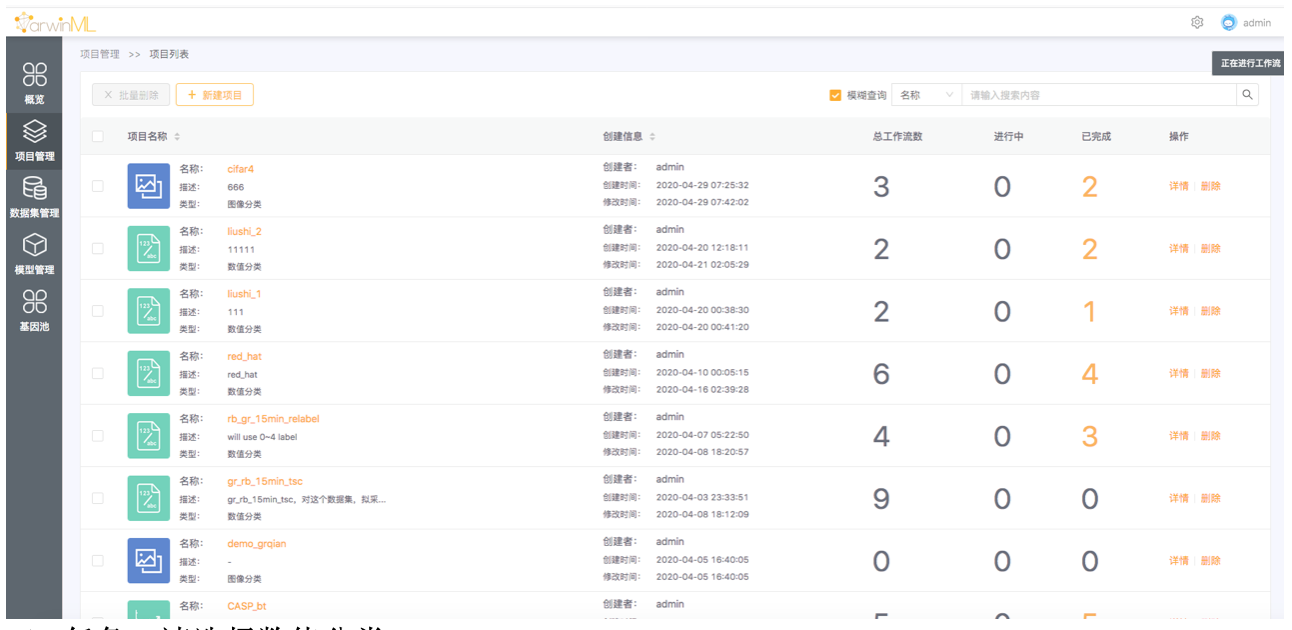 DarwinML
admin
项目管理 >> 项目列表
正在进行工作流
概览
项目管理
数据集管理
模型管理
基因池
× 批量删除 + 新建项目 模糊查询 名称 请输入搜索内容
项目名称 创建信息 总工作流数 进行中 已完成 操作
名称: cifar4 创建者: admin
描述: 666 创建时间: 2020-04-29 07:25:32 3 0 2 详情 删除
类型: 图像分类 修改时间: 2020-04-29 07:42:02
名称: liushi_2 创建者: admin
描述: 11111 创建时间: 2020-04-20 12:18:11 2 0 2 详情 删除
类型: 数值分类 修改时间: 2020-04-21 02:05:29
名称: liushi_1 创建者: admin
描述: 111 创建时间: 2020-04-20 00:38:30 2 0 1 详情 删除
类型: 数值分类 修改时间: 2020-04-20 00:41:20
名称: red_hat 创建者: admin
描述: red_hat 创建时间: 2020-04-10 00:05:15 6 0 4 详情 删除
类型: 数值分类 修改时间: 2020-04-16 02:39:28
名称: rb_gr_15min_relabel 创建者: admin
描述: will use 0~4 label 创建时间: 2020-04-07 05:22:50 4 0 3 详情 删除
类型: 数值分类 修改时间: 2020-04-08 18:20:57
名称: gr_rb_15min_tsc 创建者: admin
描述: gr_rb_15min_tsc，对这个数据集，拟采... 创建时间: 2020-04-03 23:33:51 9 0 0 详情 删除
类型: 数值分类 修改时间: 2020-04-08 18:12:09
名称: demo_grqian 创建者: admin
描述: - 创建时间: 2020-04-05 16:40:05 0 0 0 详情 删除
类型: 图像分类 修改时间: 2020-04-05 16:40:05
名称: CASP_bt 创建者: admin